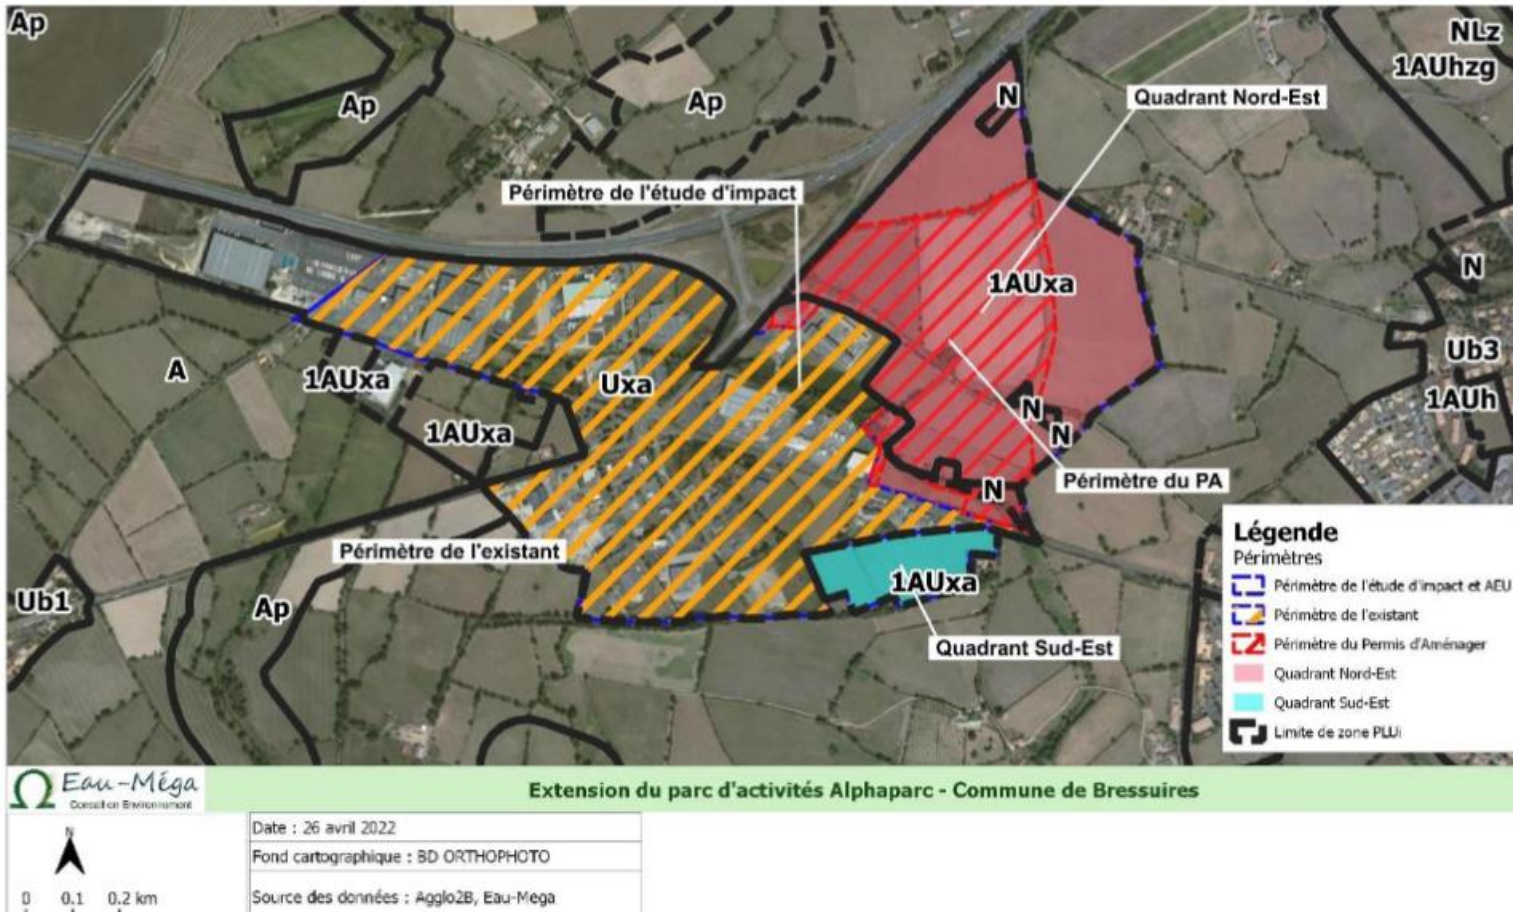 Ap
NLz
1AUhzg
Ap
Ap
N
Quadrant Nord-Est
Périmètre de l'étude d'impact
N
1AUxa
A
1AUxa
Uxa
Ub3
1AUh
1AUxa
N
N
Périmètre du PA
N
Périmètre de l'existant
1AUxa
Ub1
Ap
Quadrant Sud-Est
Légende
Périmètres
Périmètre de l'étude d'impact et AEU
Périmètre de l'existant
Périmètre du Permis d'Aménager
Quadrant Nord-Est
Quadrant Sud-Est
Limite de zone PLUi
Eau-Méga
Conseil en Environnement
Extension du parc d'activités Alphaparc - Commune de Bressuires
N
0 0.1 0.2 km
Date : 26 avril 2022
Fond cartographique : BD ORTHOPHOTO
Source des données : Agglo2B, Eau-Mega